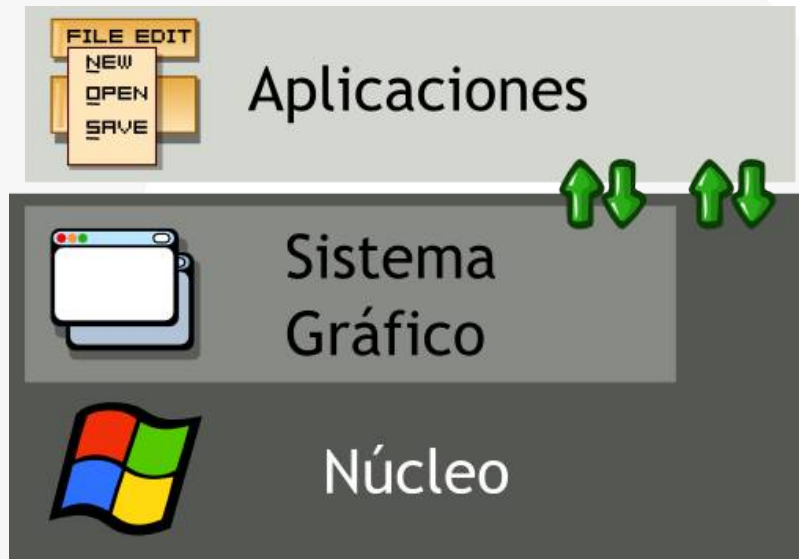 FILE EDIT
NEW
OPEN
SAVE
Aplicaciones
Sistema
Gráfico
Núcleo